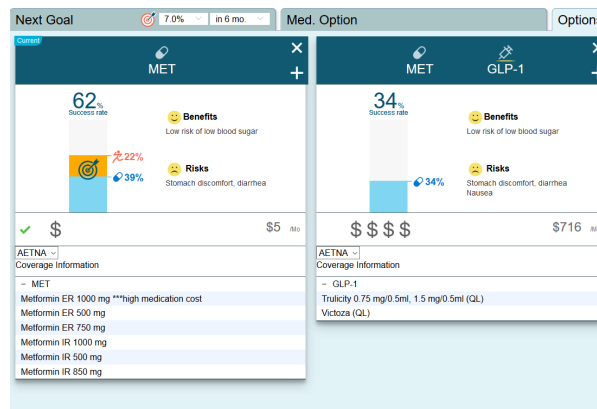 Next Goal 7.0% in 6 mo. Med. Option Options
Current
MET
62%
Success rate
22%
39%
Benefits
Low risk of low blood sugar
Risks
Stomach discomfort, diarrhea
$ $5 /Mo
AETNA
Coverage Information
− MET
Metformin ER 1000 mg ***high medication cost
Metformin ER 500 mg
Metformin ER 750 mg
Metformin IR 1000 mg
Metformin IR 500 mg
Metformin IR 850 mg
MET GLP-1
34%
Success rate
34%
Benefits
Low risk of low blood sugar
Risks
Stomach discomfort, diarrhea
Nausea
$ $ $ $ $716 /Mo
AETNA
Coverage Information
− GLP-1
Trulicity 0.75 mg/0.5ml, 1.5 mg/0.5ml (QL)
Victoza (QL)